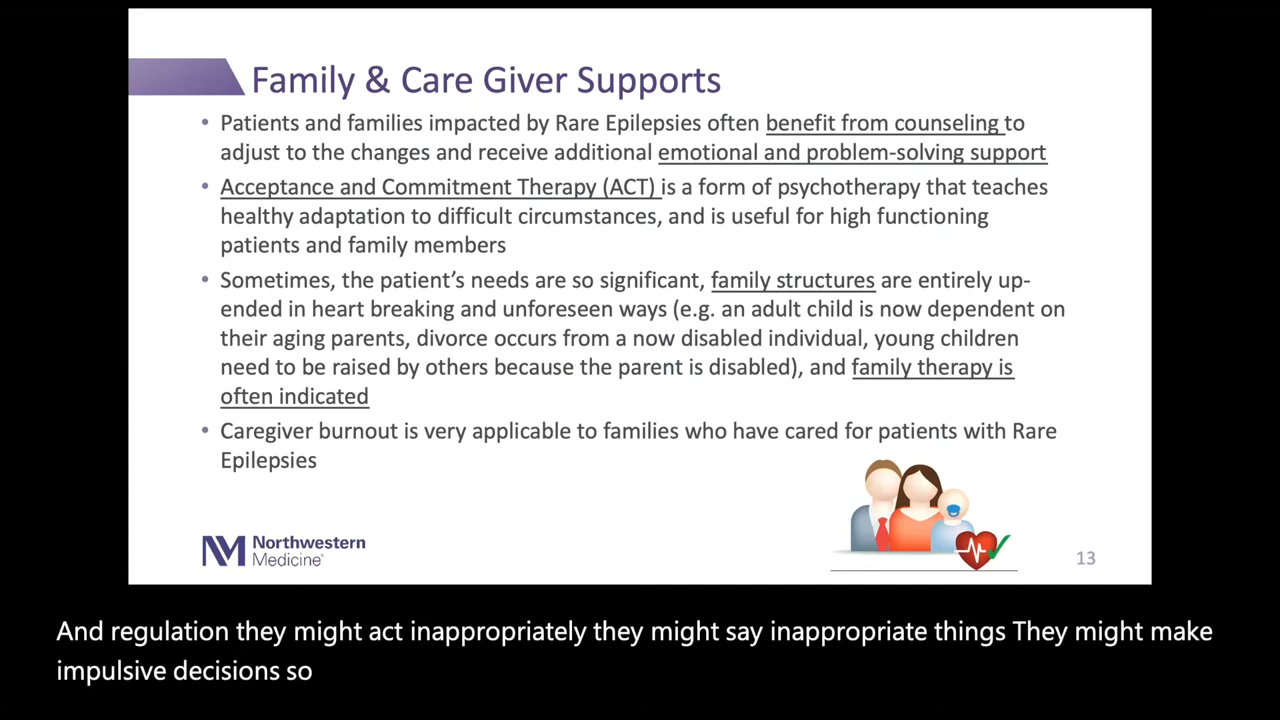 Family & Care Giver Supports
• Patients and families impacted by Rare Epilepsies often benefit from counseling to
adjust to the changes and receive additional emotional and problem-solving support
• Acceptance and Commitment Therapy (ACT) is a form of psychotherapy that teaches
healthy adaptation to difficult circumstances, and is useful for high functioning
patients and family members
• Sometimes, the patient’s needs are so significant, family structures are entirely up-
ended in heart breaking and unforeseen ways (e.g. an adult child is now dependent on
their aging parents, divorce occurs from a now disabled individual, young children
need to be raised by others because the parent is disabled), and family therapy is
often indicated
• Caregiver burnout is very applicable to families who have cared for patients with Rare
Epilepsies
Northwestern
Medicine
13
And regulation they might act inappropriately they might say inappropriate things They might make
impulsive decisions so